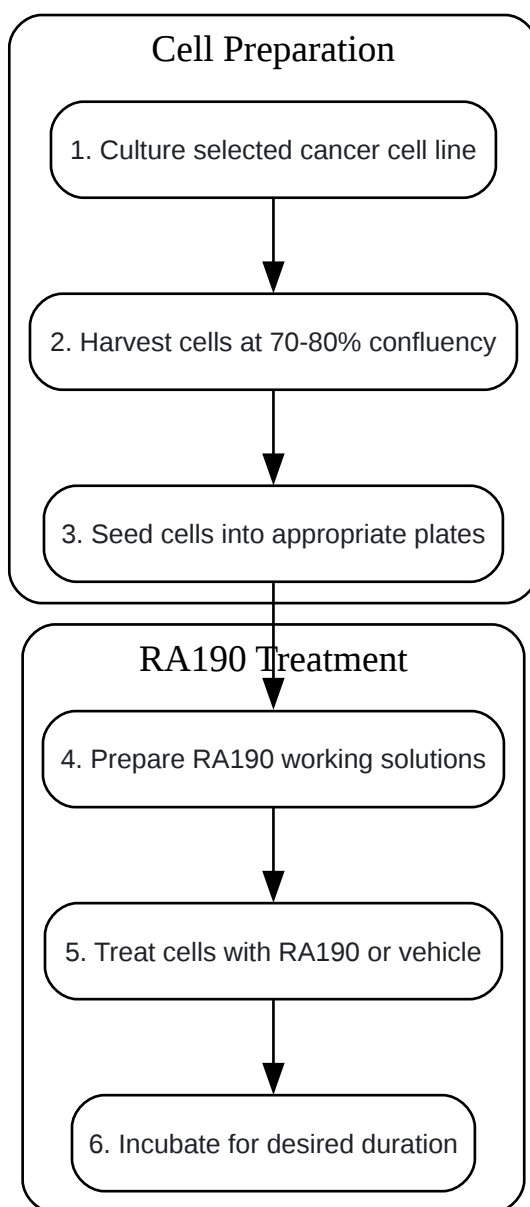 Cell Preparation
1. Culture selected cancer cell line
2. Harvest cells at 70-80% confluency
3. Seed cells into appropriate plates
RA190 Treatment
4. Prepare RA190 working solutions
5. Treat cells with RA190 or vehicle
6. Incubate for desired duration